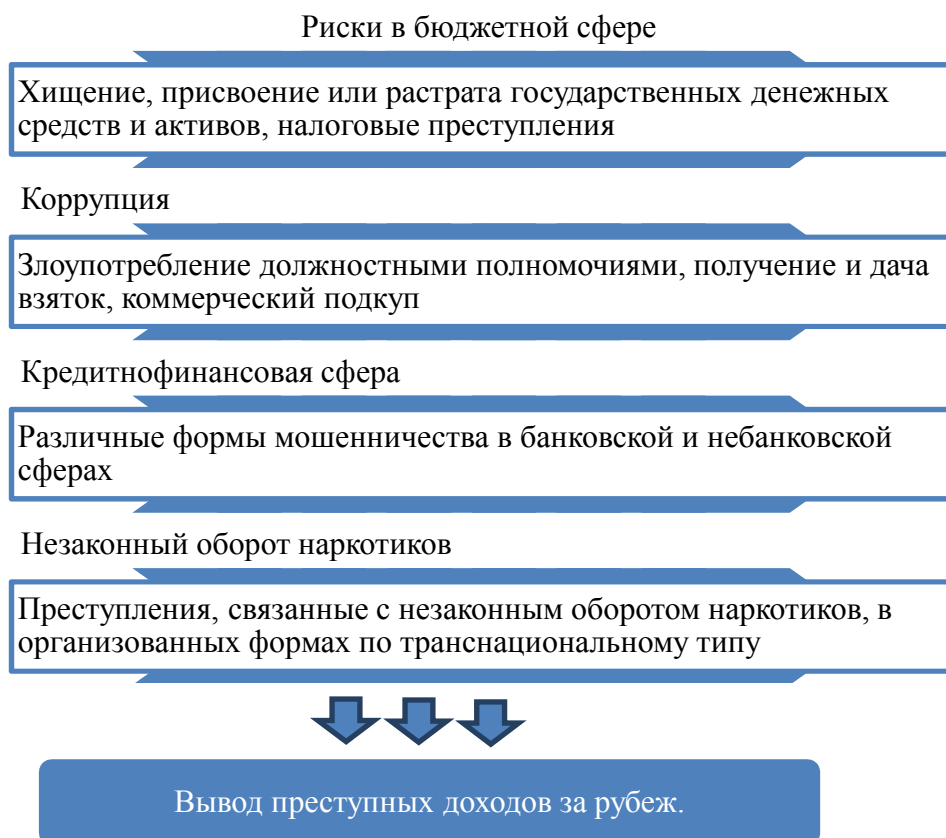 Риски в бюджетной сфере
Хищение, присвоение или растрата государственных денежных
средств и активов, налоговые преступления
Коррупция
Злоупотребление должностными полномочиями, получение и дача
взяток, коммерческий подкуп
Кредитнофинансовая сфера
Различные формы мошенничества в банковской и небанковской
сферах
Незаконный оборот наркотиков
Преступления, связанные с незаконным оборотом наркотиков, в
организованных формах по транснациональному типу
Вывод преступных доходов за рубеж.